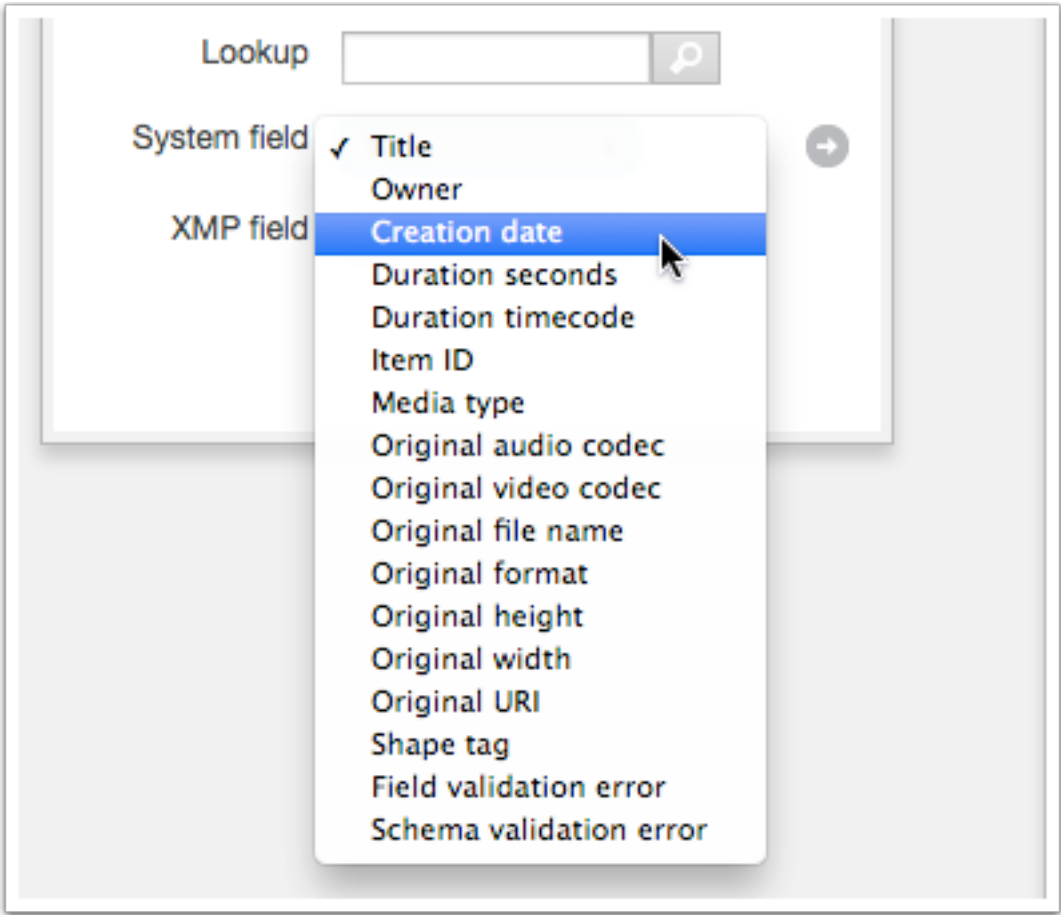 Lookup
System field
✓ Title
Owner
XMP field
Creation date
Duration seconds
Duration timecode
Item ID
Media type
Original audio codec
Original video codec
Original file name
Original format
Original height
Original width
Original URI
Shape tag
Field validation error
Schema validation error